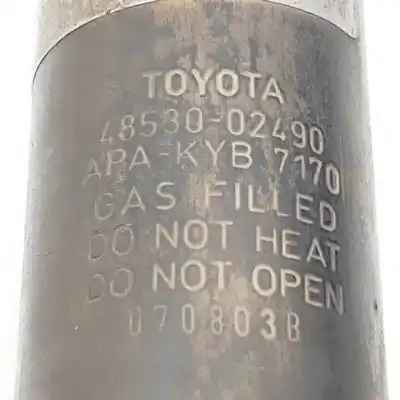 TOYOTA
48530-02490
APA-KYB 7170
GAS FILLED
DO NOT HEAT
DO NOT OPEN
070803B